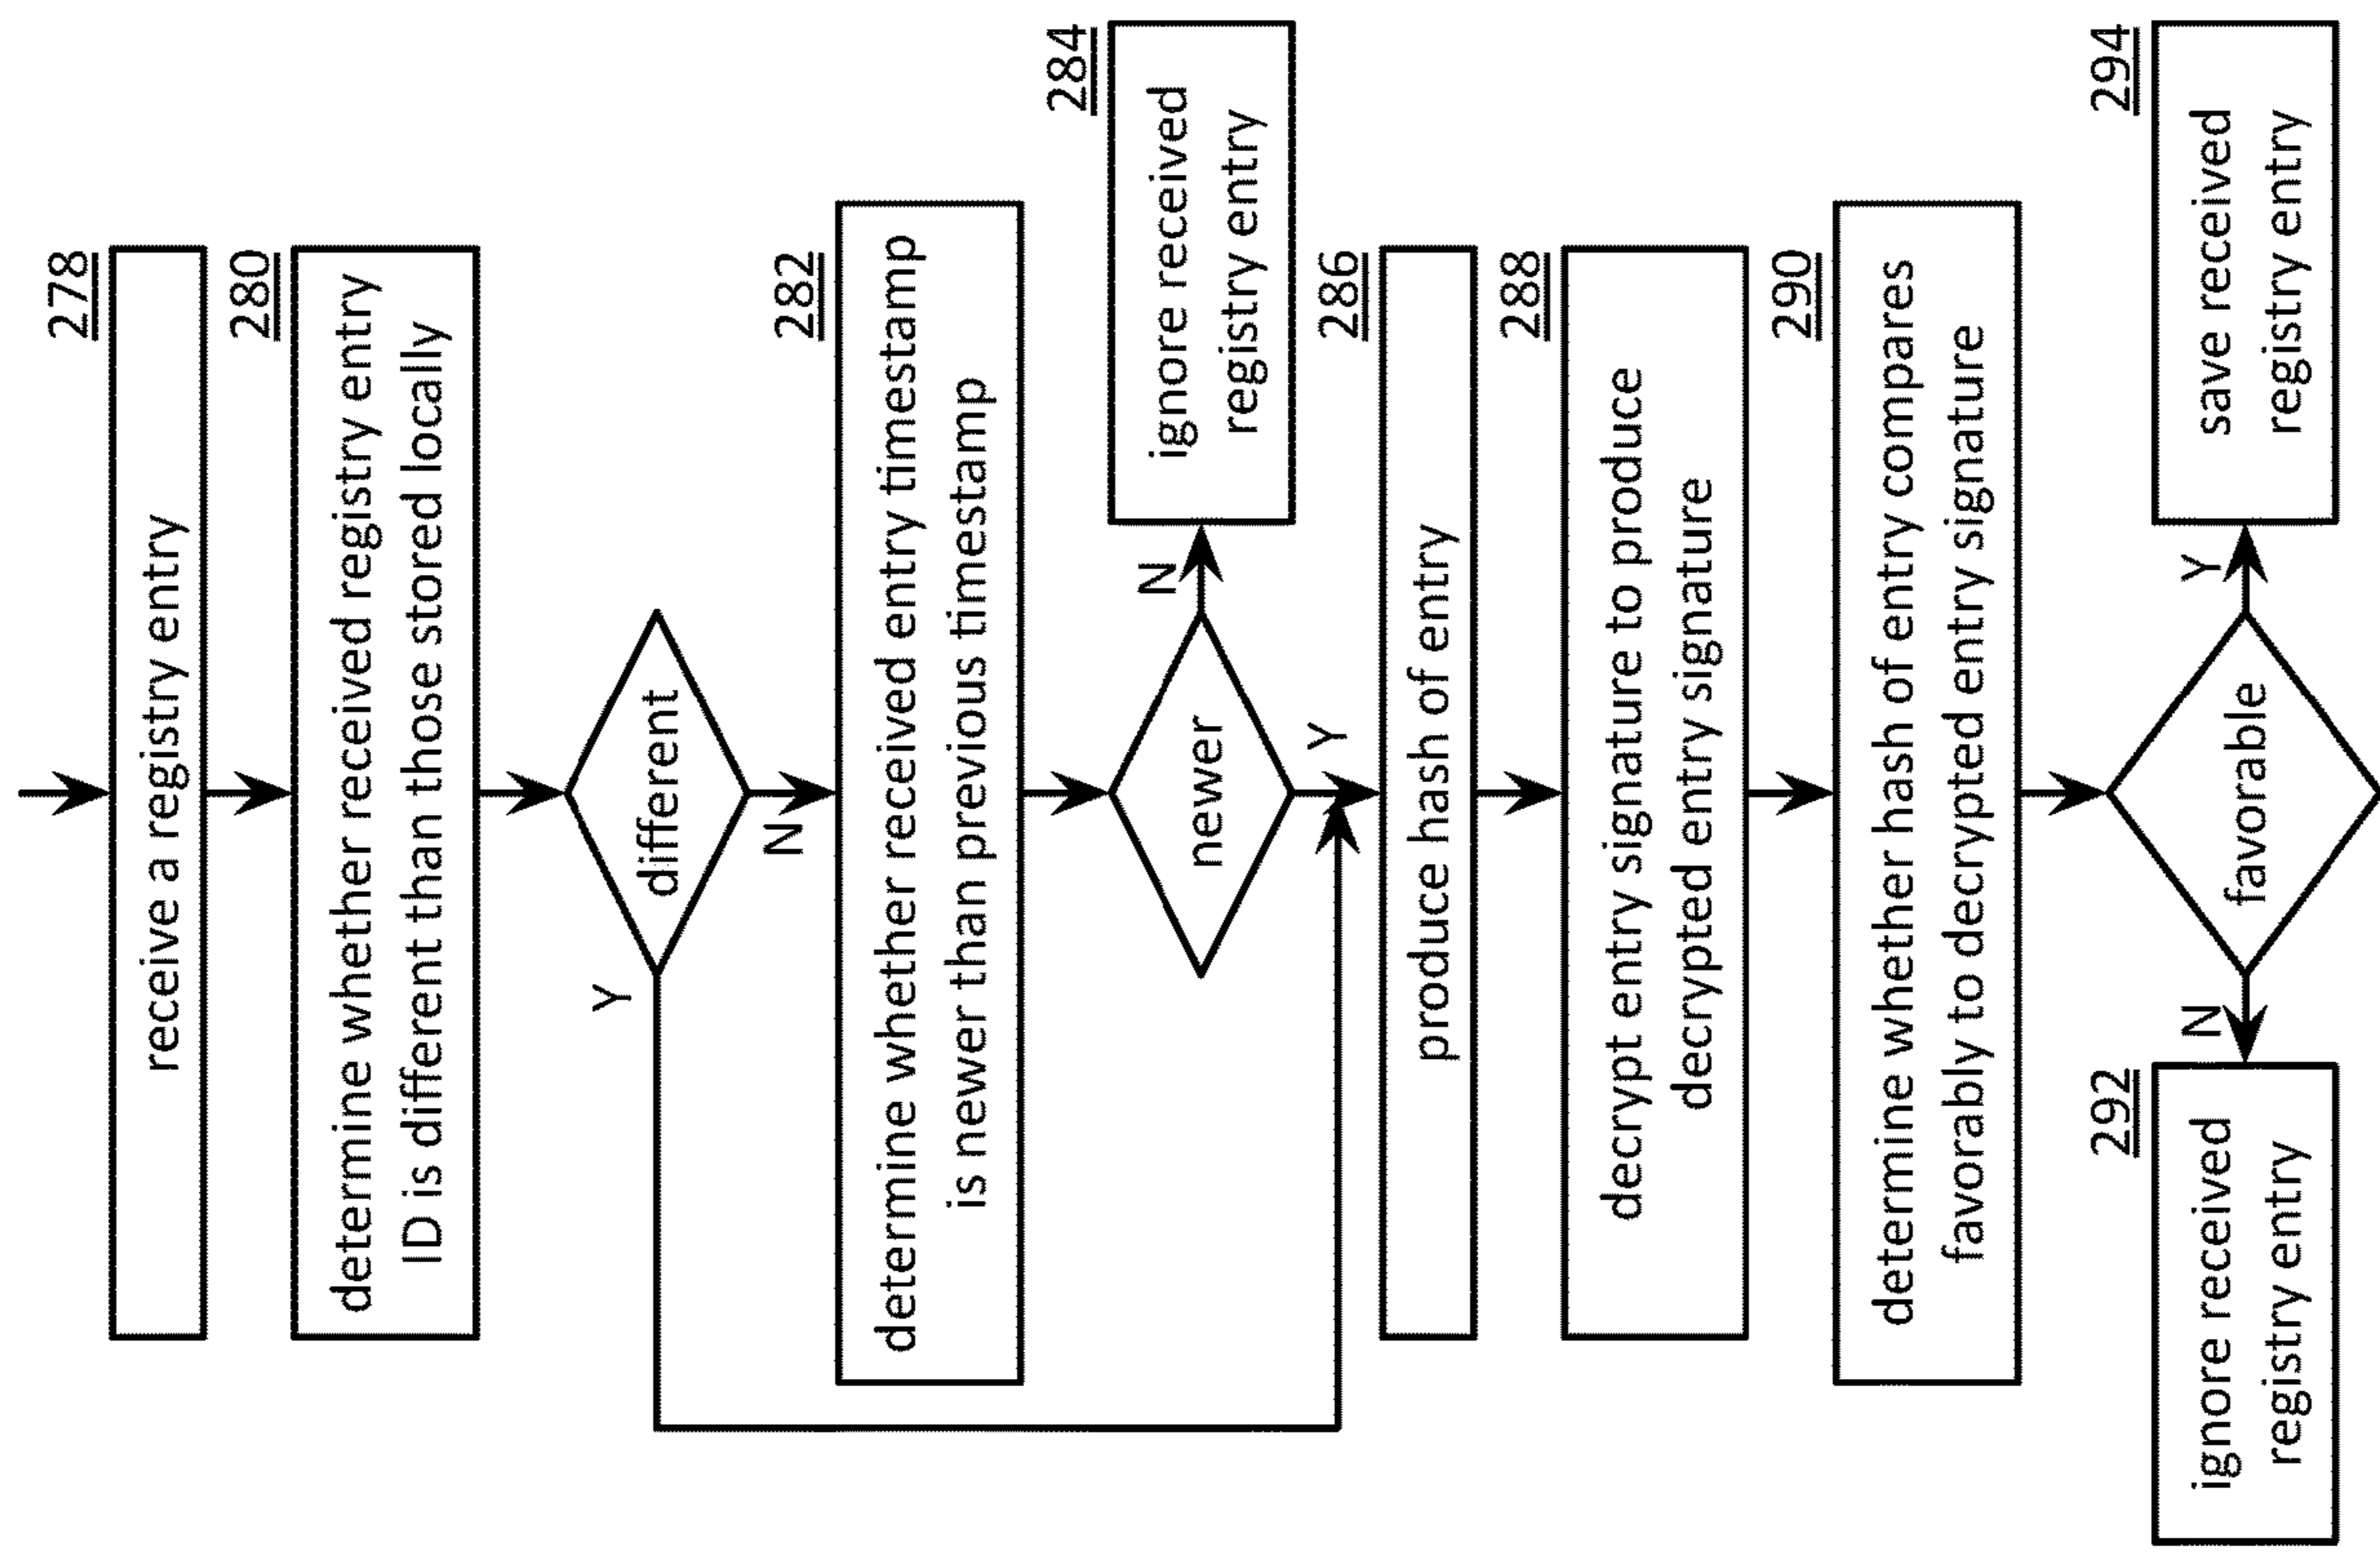 278
receive a registry entry
280
determine whether received registry entry
ID is different than those stored locally
different
Y
N
282
determine whether received entry timestamp
is newer than previous timestamp
newer
N
284
ignore received
registry entry
Y
286
produce hash of entry
288
decrypt entry signature to produce
decrypted entry signature
290
determine whether hash of entry compares
favorably to decrypted entry signature
favorable
N
Y
292
ignore received
registry entry
294
save received
registry entry